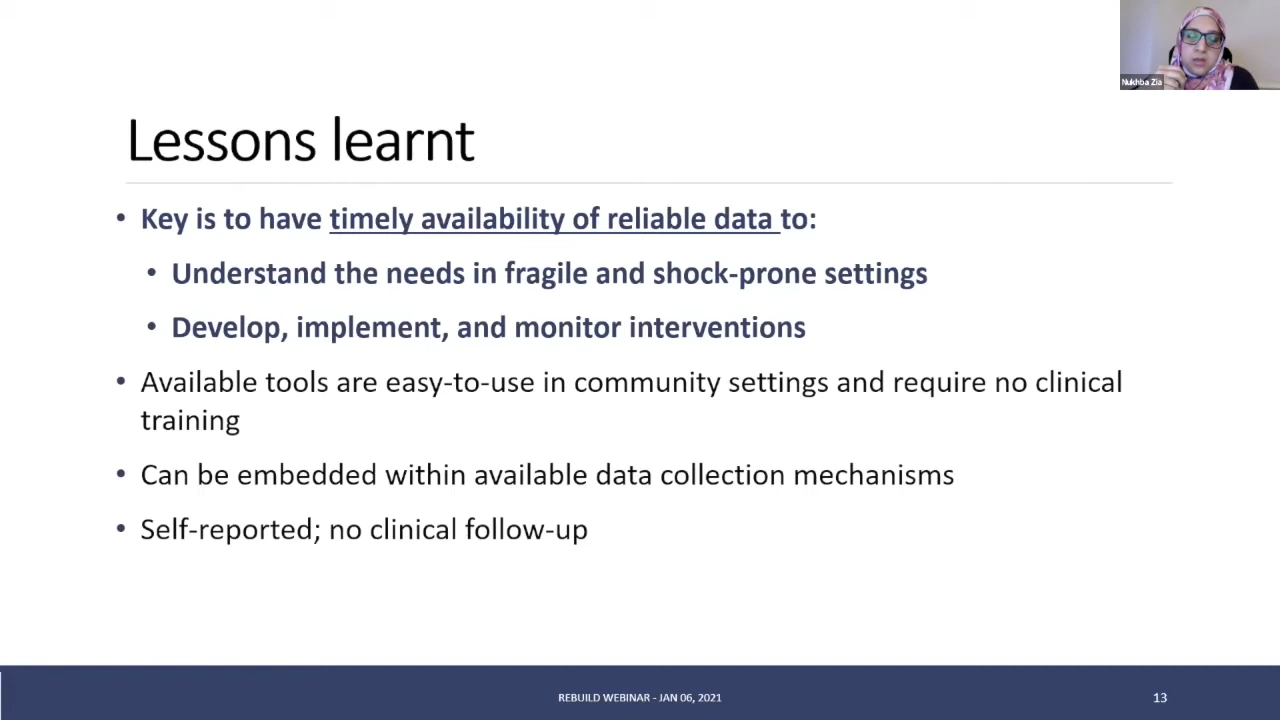 Nukhba Zia
Lessons learnt
• Key is to have timely availability of reliable data to:
• Understand the needs in fragile and shock-prone settings
• Develop, implement, and monitor interventions
• Available tools are easy-to-use in community settings and require no clinical
training
• Can be embedded within available data collection mechanisms
• Self-reported; no clinical follow-up
REBUILD WEBINAR - JAN 06, 2021
13